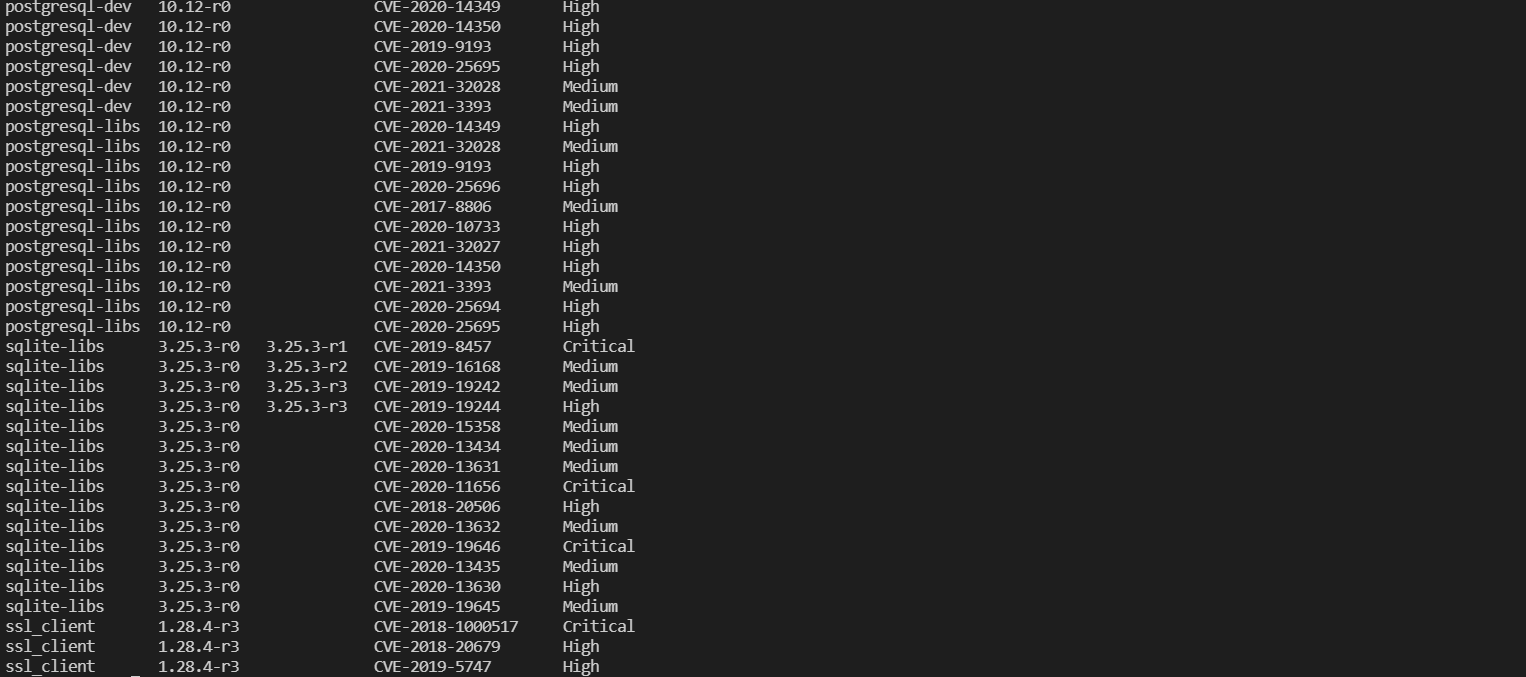 postgresql-dev 10.12-r0 CVE-2020-14349 High
postgresql-dev 10.12-r0 CVE-2020-14350 High
postgresql-dev 10.12-r0 CVE-2019-9193 High
postgresql-dev 10.12-r0 CVE-2020-25695 High
postgresql-dev 10.12-r0 CVE-2021-32028 Medium
postgresql-dev 10.12-r0 CVE-2021-3393 Medium
postgresql-libs 10.12-r0 CVE-2020-14349 High
postgresql-libs 10.12-r0 CVE-2021-32028 Medium
postgresql-libs 10.12-r0 CVE-2019-9193 High
postgresql-libs 10.12-r0 CVE-2020-25696 High
postgresql-libs 10.12-r0 CVE-2017-8806 Medium
postgresql-libs 10.12-r0 CVE-2020-10733 High
postgresql-libs 10.12-r0 CVE-2021-32027 High
postgresql-libs 10.12-r0 CVE-2020-14350 High
postgresql-libs 10.12-r0 CVE-2021-3393 Medium
postgresql-libs 10.12-r0 CVE-2020-25694 High
postgresql-libs 10.12-r0 CVE-2020-25695 High
sqlite-libs 3.25.3-r0 3.25.3-r1 CVE-2019-8457 Critical
sqlite-libs 3.25.3-r0 3.25.3-r2 CVE-2019-16168 Medium
sqlite-libs 3.25.3-r0 3.25.3-r3 CVE-2019-19242 Medium
sqlite-libs 3.25.3-r0 3.25.3-r3 CVE-2019-19244 High
sqlite-libs 3.25.3-r0 CVE-2020-15358 Medium
sqlite-libs 3.25.3-r0 CVE-2020-13434 Medium
sqlite-libs 3.25.3-r0 CVE-2020-13631 Medium
sqlite-libs 3.25.3-r0 CVE-2020-11656 Critical
sqlite-libs 3.25.3-r0 CVE-2018-20506 High
sqlite-libs 3.25.3-r0 CVE-2020-13632 Medium
sqlite-libs 3.25.3-r0 CVE-2019-19646 Critical
sqlite-libs 3.25.3-r0 CVE-2020-13435 Medium
sqlite-libs 3.25.3-r0 CVE-2020-13630 High
sqlite-libs 3.25.3-r0 CVE-2019-19645 Medium
ssl_client 1.28.4-r3 CVE-2018-1000517 Critical
ssl_client 1.28.4-r3 CVE-2018-20679 High
ssl_client 1.28.4-r3 CVE-2019-5747 High